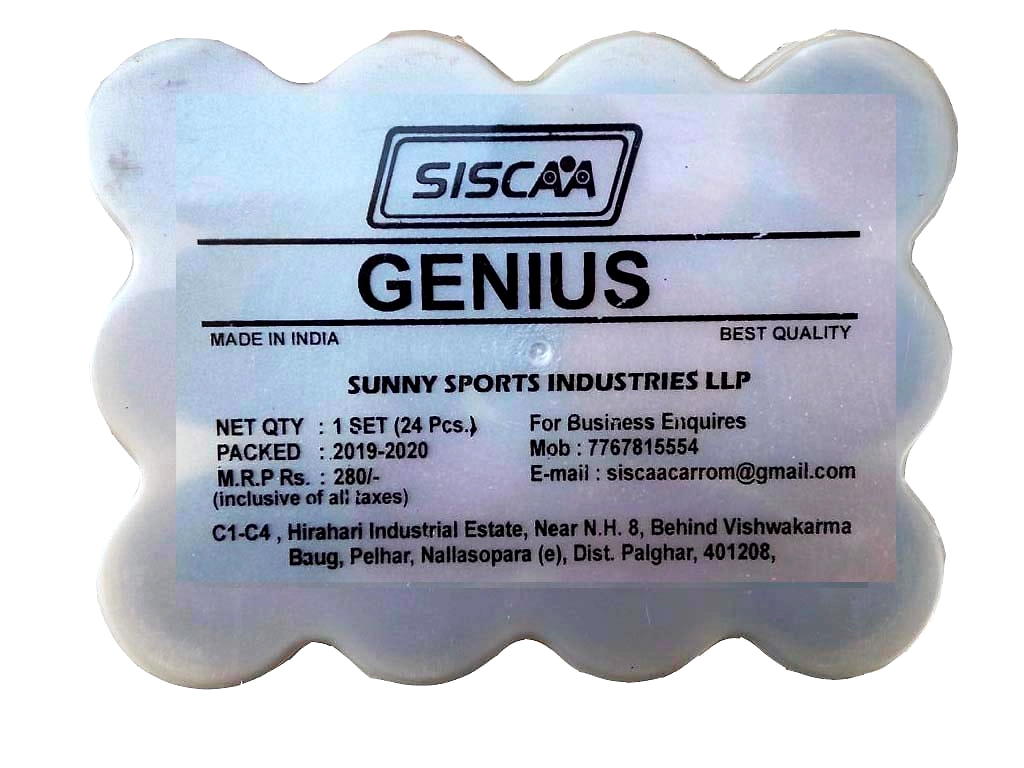 SISCAA
GENIUS
MADE IN INDIA BEST QUALITY
SUNNY SPORTS INDUSTRIES LLP
NET QTY : 1 SET (24 Pcs.) For Business Enquires
PACKED : 2019-2020 Mob : 7767815554
M.R.P Rs. : 280/- E-mail : siscaacarrom@gmail.com
(inclusive of all taxes)
C1-C4 , Hirahari Industrial Estate, Near N.H. 8, Behind Vishwakarma
Baug, Pelhar, Nallasopara (e), Dist. Palghar, 401208,